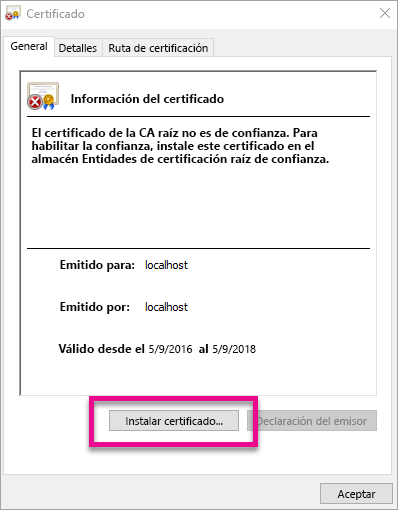 Certificado
General Detalles Ruta de certificación
Información del certificado
El certificado de la CA raíz no es de confianza. Para
habilitar la confianza, instale este certificado en el
almacén Entidades de certificación raíz de confianza.
Emitido para: localhost
Emitido por: localhost
Válido desde el 5/9/2016 al 5/9/2018
Instalar certificado... Declaración del emisor
Aceptar